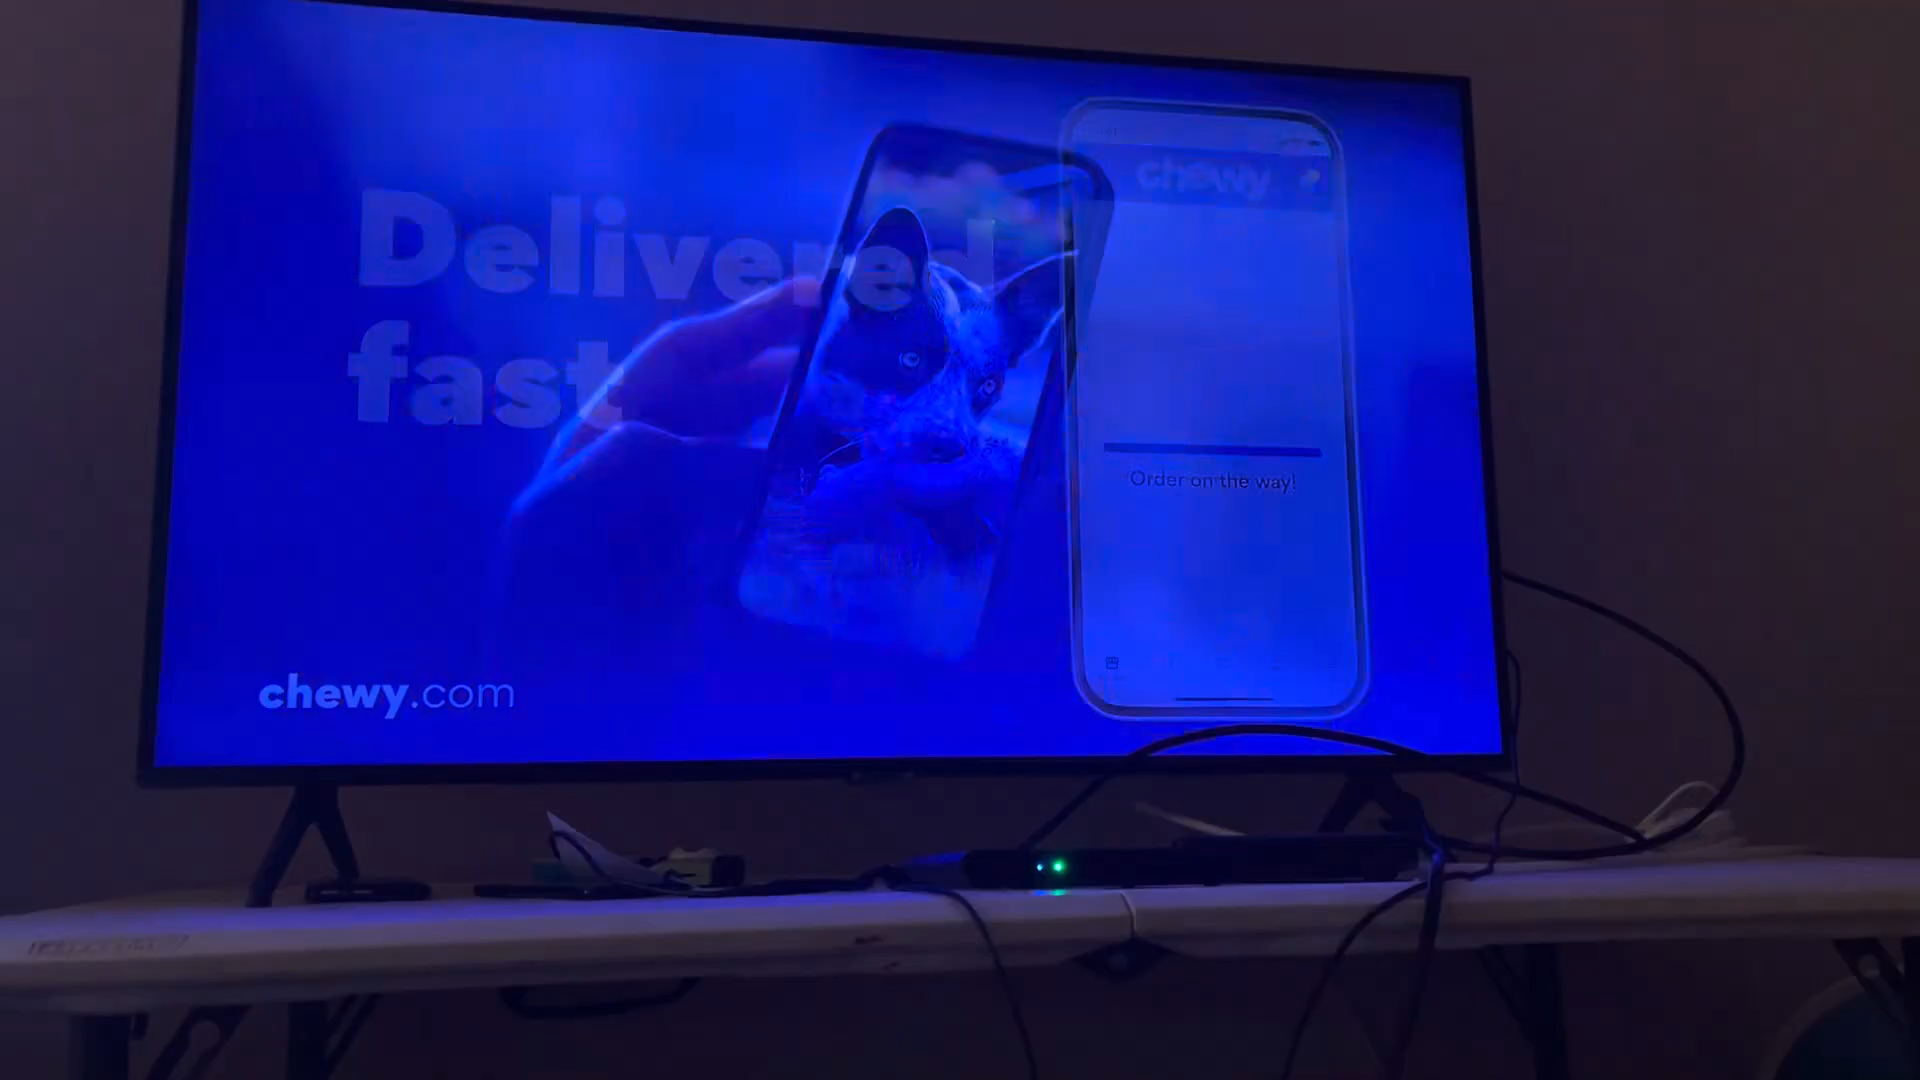 Delivered
fast
chewy
Order on the way!
chewy.com